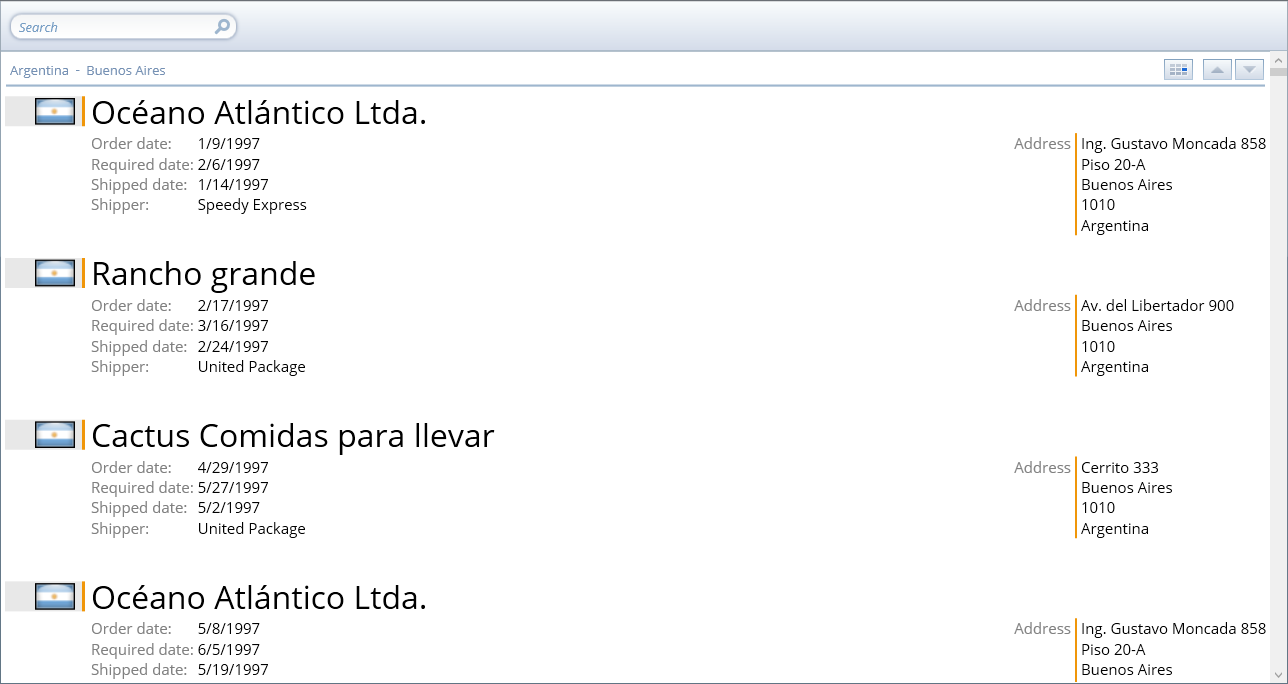 Search
Argentina - Buenos Aires
Océano Atlántico Ltda.
Order date: 1/9/1997
Required date: 2/6/1997
Shipped date: 1/14/1997
Shipper: Speedy Express
Address Ing. Gustavo Moncada 858
Piso 20-A
Buenos Aires
1010
Argentina
Rancho grande
Order date: 2/17/1997
Required date: 3/16/1997
Shipped date: 2/24/1997
Shipper: United Package
Address Av. del Libertador 900
Buenos Aires
1010
Argentina
Cactus Comidas para llevar
Order date: 4/29/1997
Required date: 5/27/1997
Shipped date: 5/2/1997
Shipper: United Package
Address Cerrito 333
Buenos Aires
1010
Argentina
Océano Atlántico Ltda.
Order date: 5/8/1997
Required date: 6/5/1997
Shipped date: 5/19/1997
Address Ing. Gustavo Moncada 858
Piso 20-A
Buenos Aires